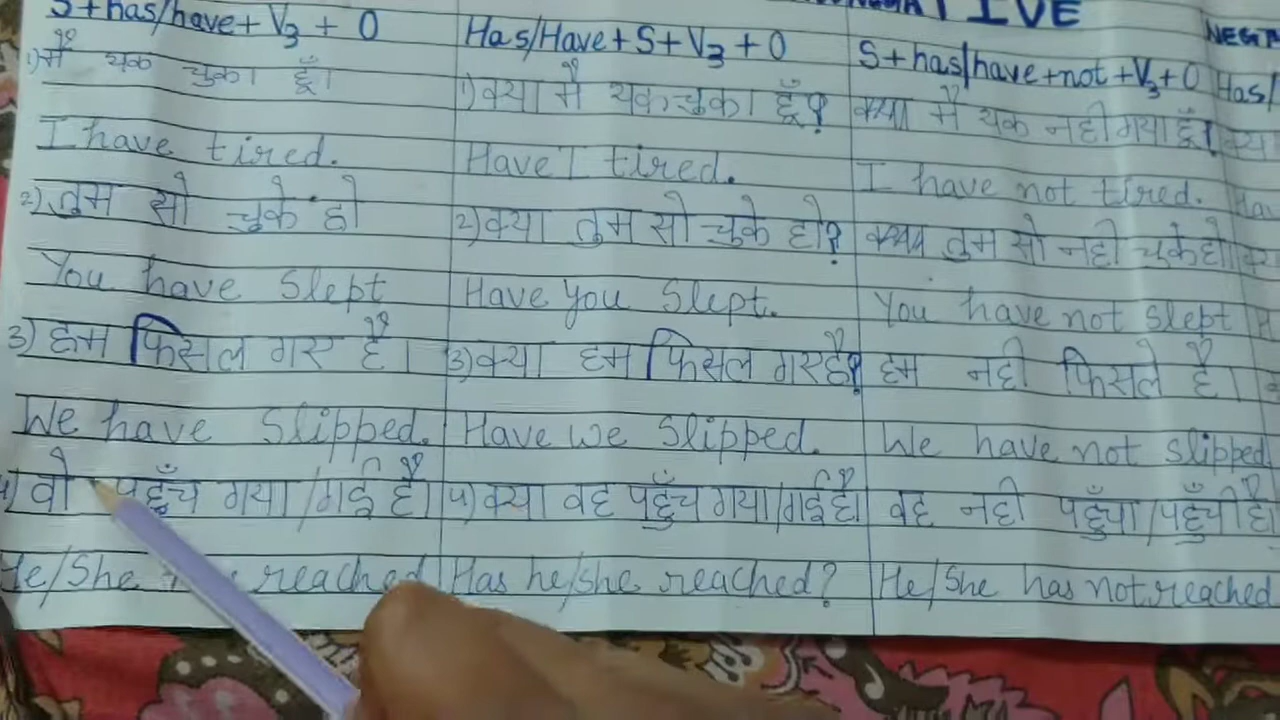 S+has/have+V3 + O
1) मैं थक चुका हूँ।
I have tired.
2) तुम सो चुके हो
You have Slept
3) हम फिसल गए हैं।
We have Slipped.
4) वो पहुँच गया/गई है।
He/She reached
Has/Have+S+V3+O
1) क्या मैं थक चुका हूँ?
Have I tired.
2) क्या तुम सो चुके हो?
Have you Slept.
3) क्या हम फिसल गए हैं?
Have we Slipped.
4) क्या वह पहुँच गया/गई है।
Has he/she reached?
TIVE
S+has/have+not+V3+O
क्या मैं थक नही गया हूँ।
I have not tired.
तुम सो नही चुके हो।
You have not slept
हम नही फिसले हैं।
We have not slipped.
वह नही पहुँचा/पहुँची है।
He/She has not reached
Has/